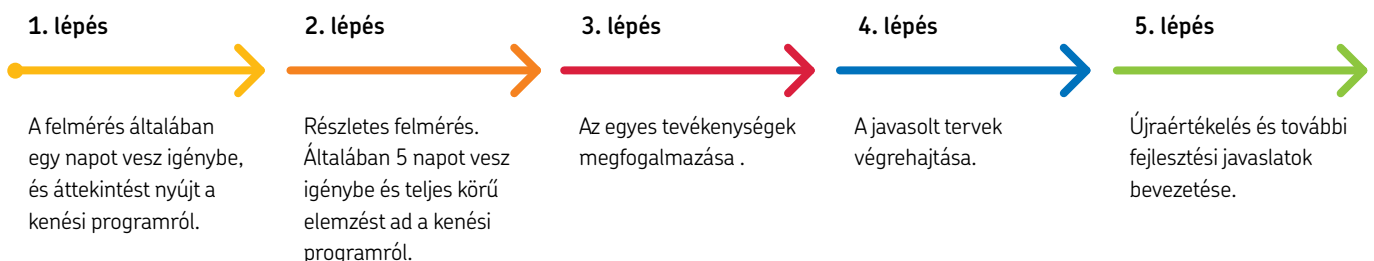 1. lépés
A felmérés általában
egy napot vesz igénybe,
és áttekintést nyújt a
kenési programról.
2. lépés
Részletes felmérés.
Általában 5 napot vesz
igénybe és teljes körű
elemzést ad a kenési
programról.
3. lépés
Az egyes tevékenységek
megfogalmazása .
4. lépés
A javasolt tervek
végrehajtása.
5. lépés
Újraértékelés és további
fejlesztési javaslatok
bevezetése.